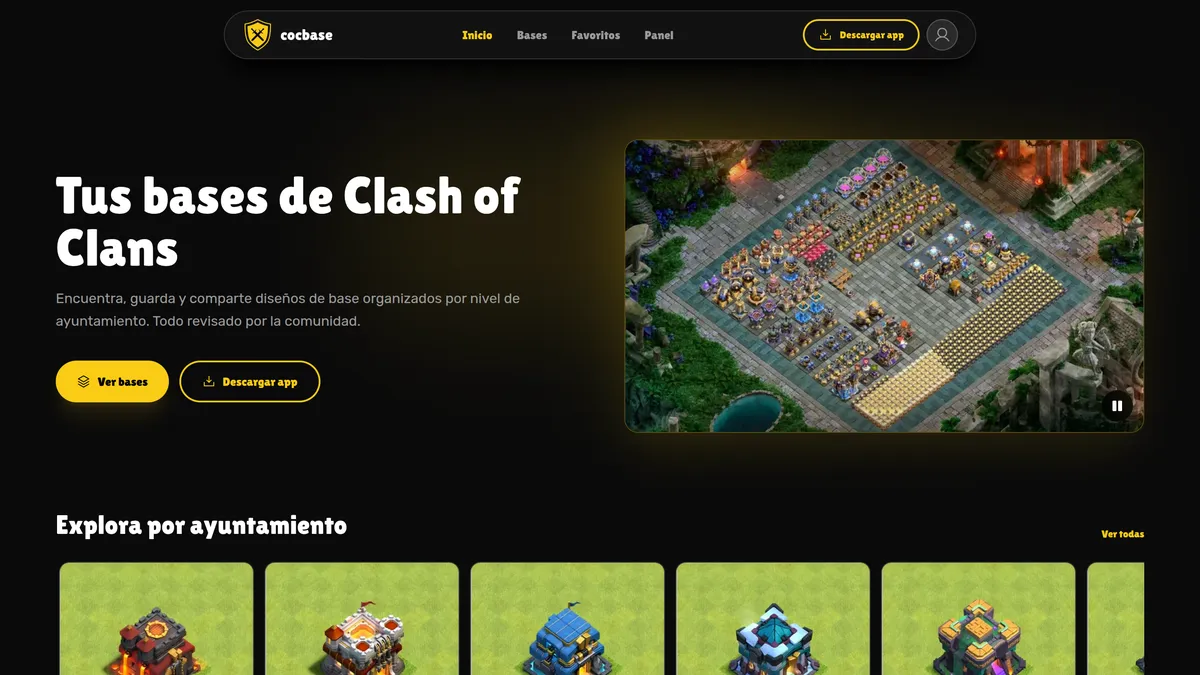 cocbase
Inicio
Bases
Favoritos
Panel
Descargar app
Tus bases de Clash of
Clans
Encuentra, guarda y comparte diseños de base organizados por nivel de
ayuntamiento. Todo revisado por la comunidad.
Ver bases
Descargar app
Explora por ayuntamiento
Ver todas